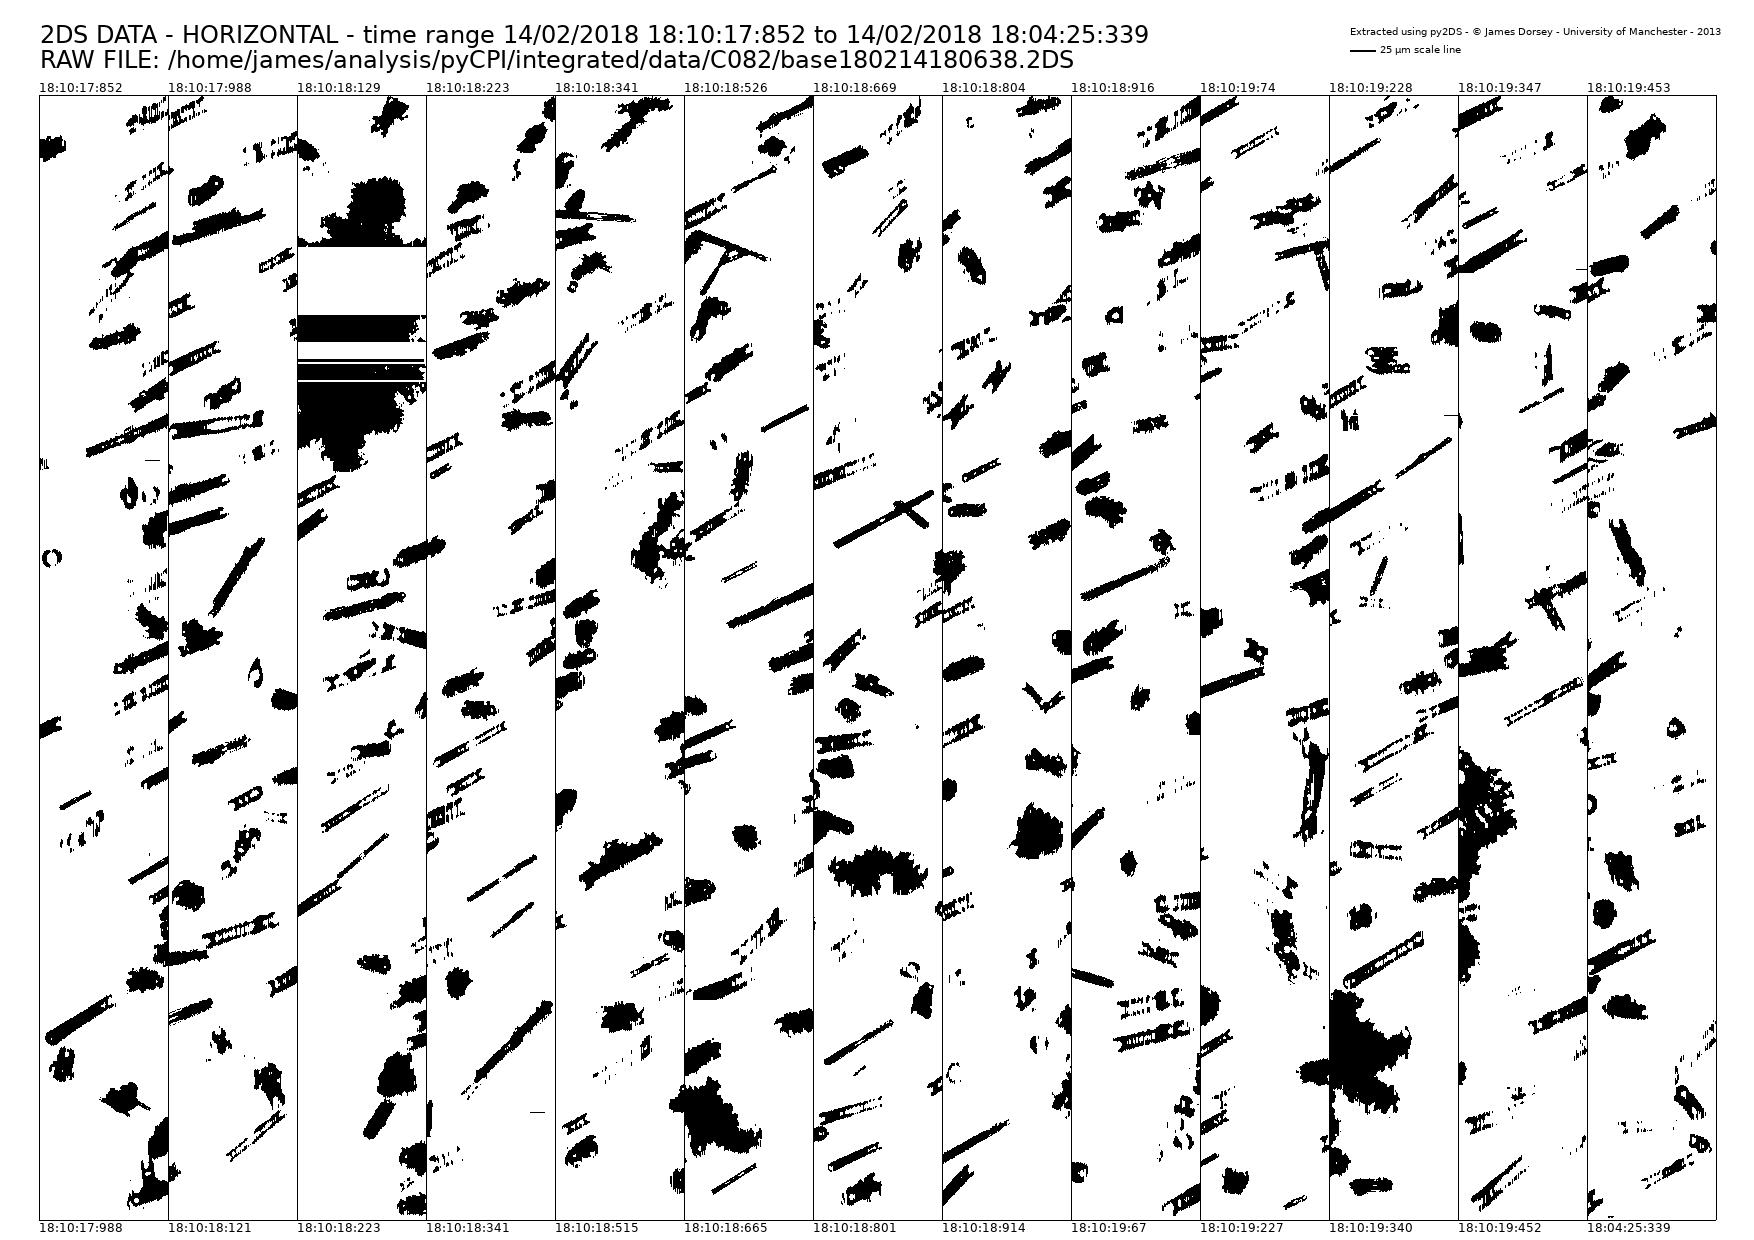 2DS DATA - HORIZONTAL - time range 14/02/2018 18:10:17:852 to 14/02/2018 18:04:25:339
RAW FILE: /home/james/analysis/pyCPI/integrated/data/C082/base180214180638.2DS
Extracted using py2DS - © James Dorsey - University of Manchester - 2013
25 µm scale line
18:10:17:852 18:10:17:988 18:10:18:129 18:10:18:223 18:10:18:341 18:10:18:526 18:10:18:669 18:10:18:804 18:10:18:916 18:10:19:74 18:10:19:228 18:10:19:347 18:10:19:453
18:10:17:988 18:10:18:121 18:10:18:223 18:10:18:341 18:10:18:515 18:10:18:665 18:10:18:801 18:10:18:914 18:10:19:67 18:10:19:227 18:10:19:340 18:10:19:452 18:04:25:339